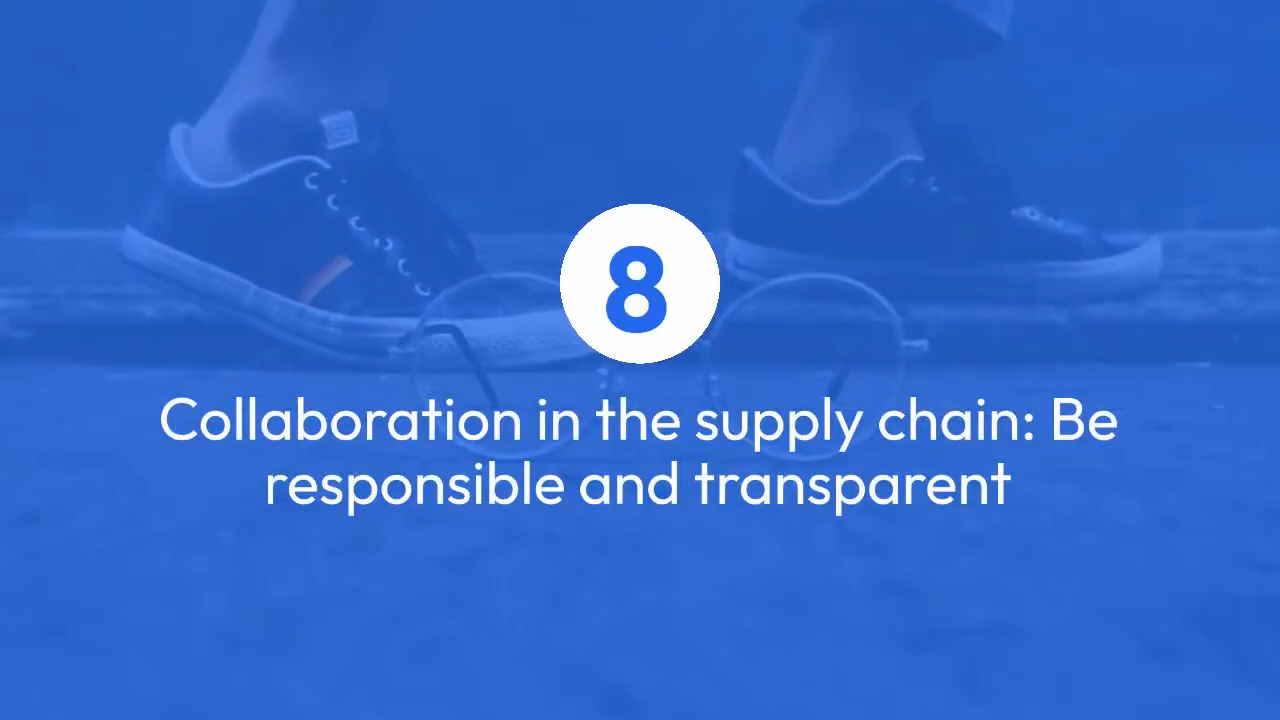 8
Collaboration in the supply chain: Be
responsible and transparent